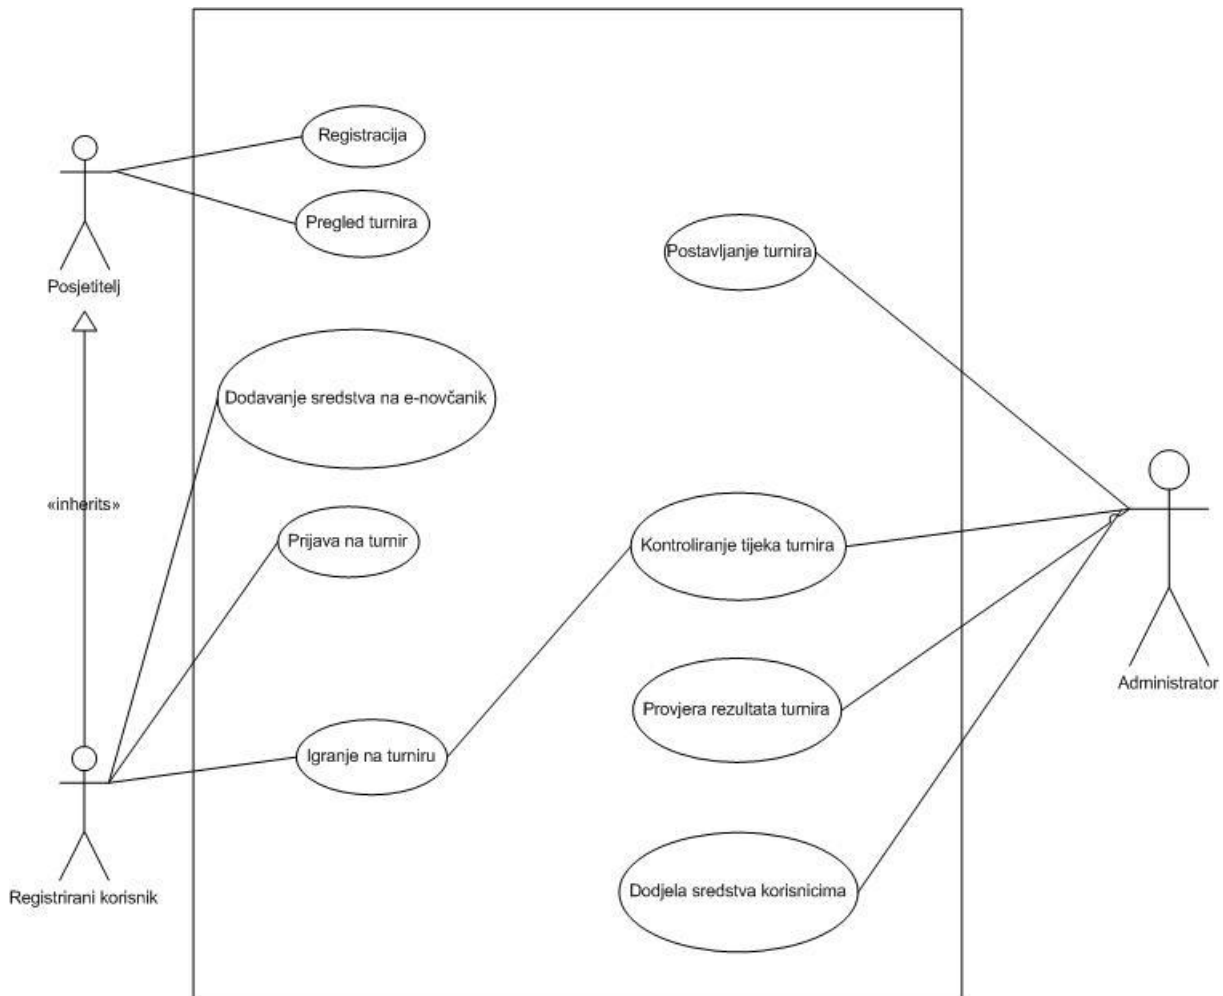 Registracija
Pregled turnira
Posjetitelj
Postavljanje turnira
Dodavanje sredstva na e-novčanik
«inherits»
Prijava na turnir
Kontroliranje tijeka turnira
Administrator
Provjera rezultata turnira
Igranje na turniru
Registrirani korisnik
Dodjela sredstva korisnicima